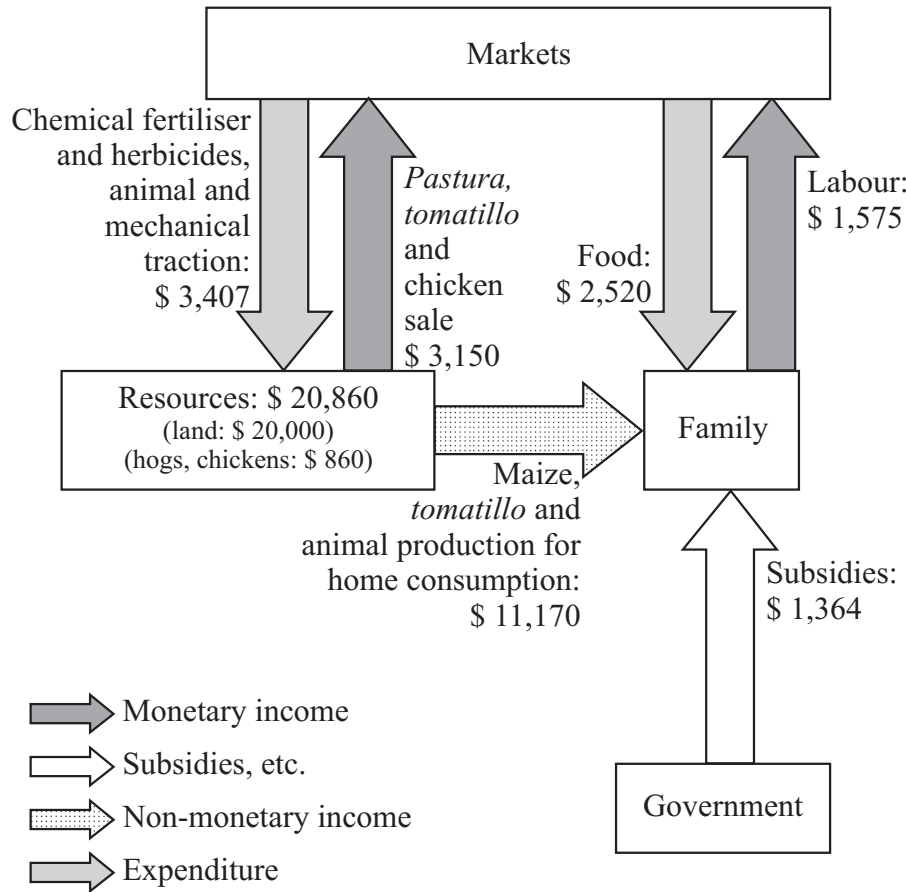 Markets
Chemical fertiliser
and herbicides,
animal and
mechanical
traction:
$ 3,407
Pastura,
tomatillo
and
chicken
sale
$ 3,150
Food:
$ 2,520
Labour:
$ 1,575
Resources: $ 20,860
(land: $ 20,000)
(hogs, chickens: $ 860)
Family
Maize,
tomatillo and
animal production for
home consumption:
$ 11,170
Subsidies:
$ 1,364
Monetary income
Subsidies, etc.
Non-monetary income
Expenditure
Government